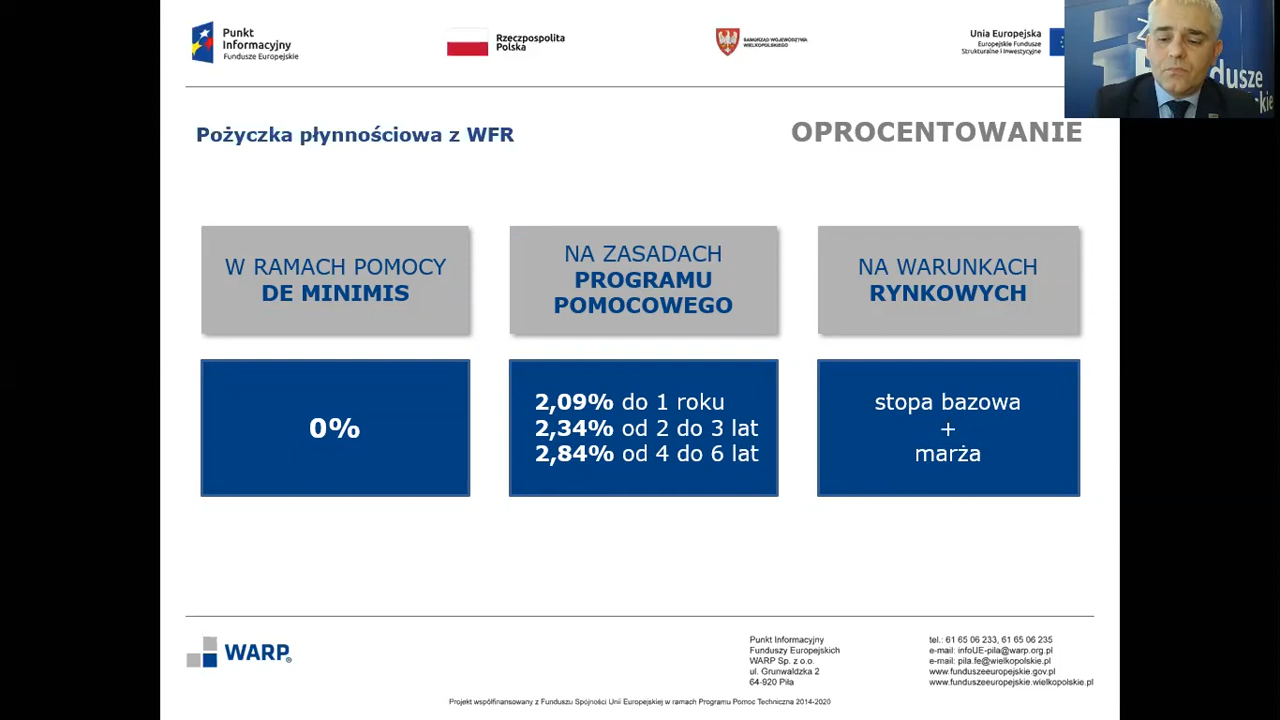 Punkt
Informacyjny
Fundusze Europejskie
Rzeczpospolita
Polska
SAMORZĄD WOJEWÓDZTWA
WIELKOPOLSKIEGO
Unia Europejska
Europejskie Fundusze
Strukturalne i Inwestycyjne
Pożyczka płynnościowa z WFR
OPROCENTOWANIE
W RAMACH POMOCY
DE MINIMIS
0%
NA ZASADACH
PROGRAMU
POMOCOWEGO
2,09% do 1 roku
2,34% od 2 do 3 lat
2,84% od 4 do 6 lat
NA WARUNKACH
RYNKOWYCH
stopa bazowa
+
marża
WARP®
Punkt Informacyjny
Funduszy Europejskich
WARP Sp. z o.o.
ul. Grunwaldzka 2
64-920 Piła
tel.: 61 65 06 233, 61 65 06 235
e-mail: infoUE-pila@warp.org.pl
e-mail: pila.fe@wielkopolskie.pl
www.funduszeeuropejskie.gov.pl
www.funduszeeuropejskie.wielkopolskie.pl
Projekt współfinansowany z Funduszu Spójności Unii Europejskiej w ramach Programu Pomoc Techniczna 2014-2020